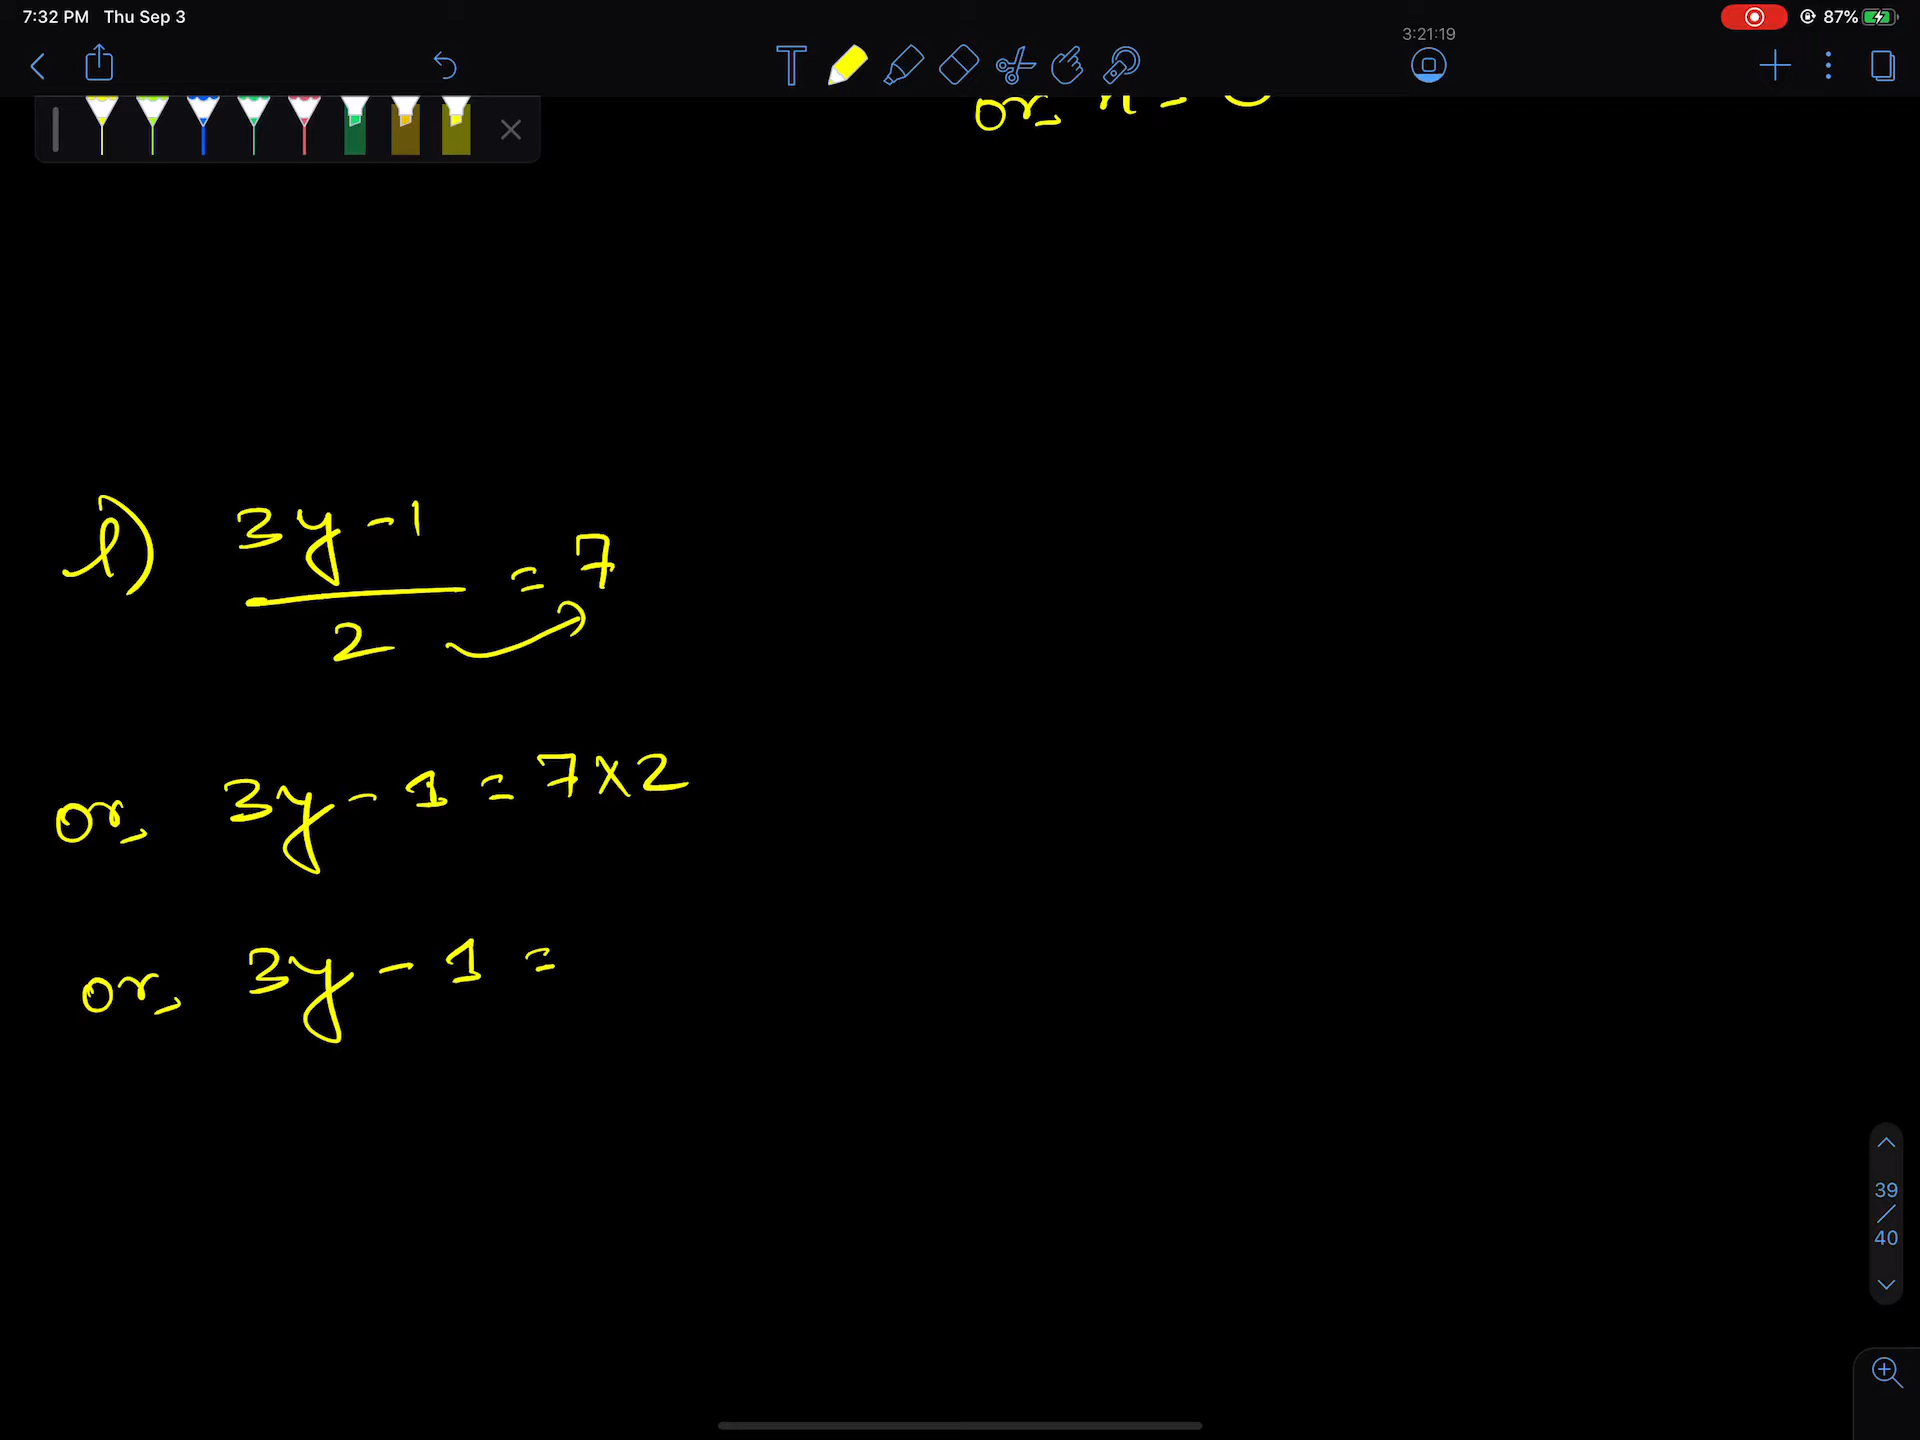 7:32 PM Thu Sep 3
87%
3:21:19
or,
l) 3y - 1 / 2 = 7
or, 3y - 1 = 7 × 2
or, 3y - 1 =
39
/
40